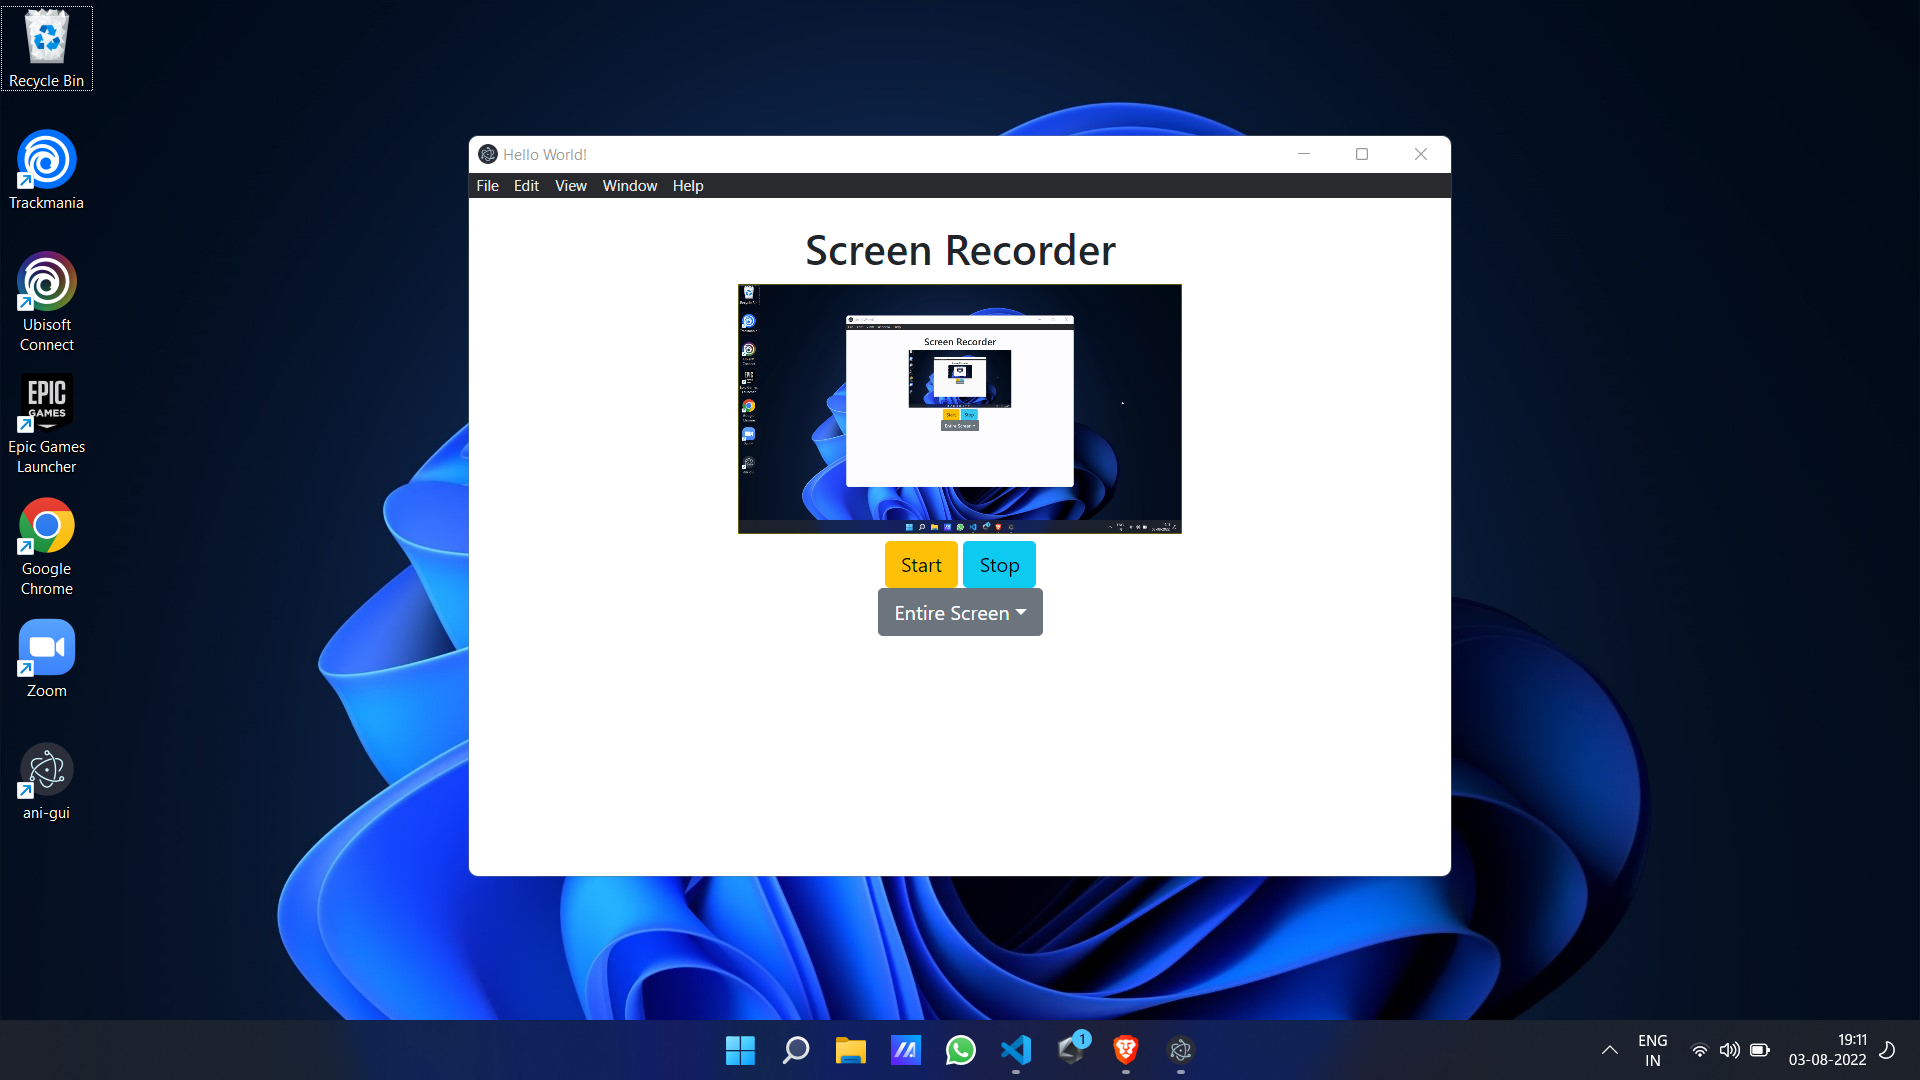 Recycle Bin
Trackmania
Ubisoft
Connect
EPIC
GAMES
Epic Games
Launcher
Google
Chrome
Zoom
ani-gui
Hello World!
File Edit View Window Help
Screen Recorder
Screen Recorder
Start Stop
Entire Screen
Start Stop
Entire Screen
1
ENG
IN
19:11
03-08-2022